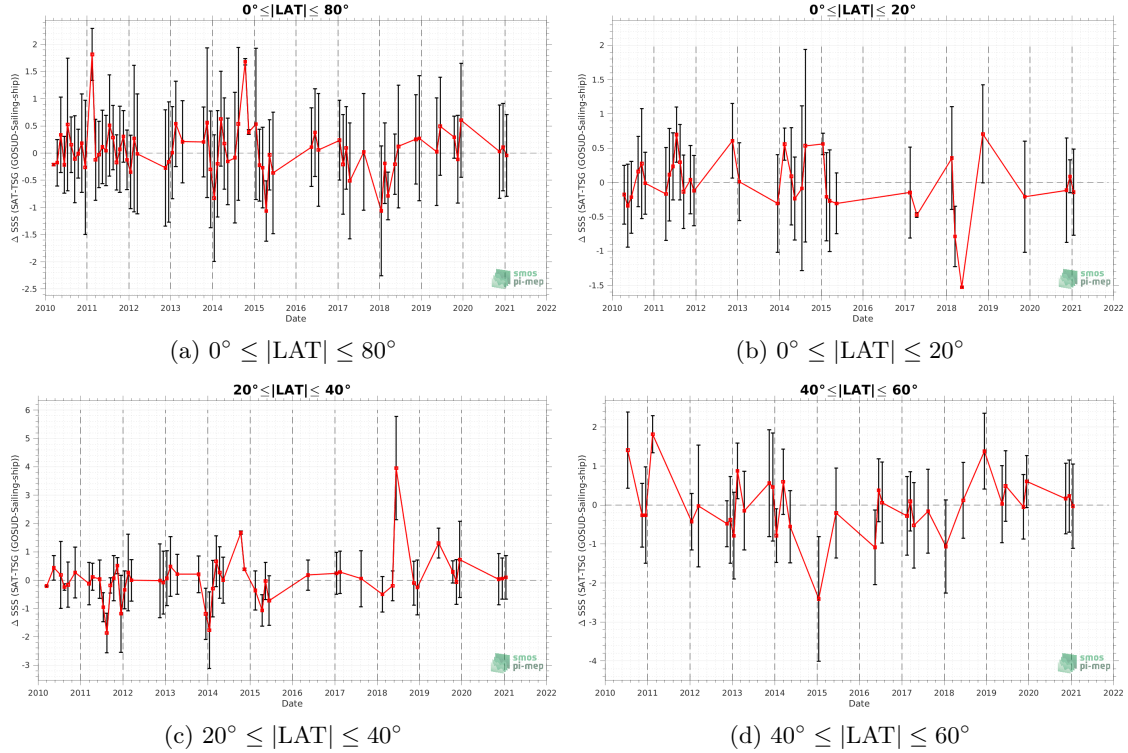 0°≤|LAT|≤ 80°
Δ SSS (SAT-TSG (GOSUD-Sailing-ship))
2
1.5
1
0.5
0
-0.5
-1
-1.5
-2
-2.5
2010 2011 2012 2013 2014 2015 2016 2017 2018 2019 2020 2021 2022
Date
smos
pi-mep
(a) 0° ≤ |LAT| ≤ 80°
0°≤|LAT|≤ 20°
Δ SSS (SAT-TSG (GOSUD-Sailing-ship))
2
1.5
1
0.5
0
-0.5
-1
-1.5
2010 2011 2012 2013 2014 2015 2016 2017 2018 2019 2020 2021 2022
Date
smos
pi-mep
(b) 0° ≤ |LAT| ≤ 20°
20°≤|LAT|≤ 40°
Δ SSS (SAT-TSG (GOSUD-Sailing-ship))
6
5
4
3
2
1
0
-1
-2
-3
2010 2011 2012 2013 2014 2015 2016 2017 2018 2019 2020 2021 2022
Date
smos
pi-mep
(c) 20° ≤ |LAT| ≤ 40°
40°≤|LAT|≤ 60°
Δ SSS (SAT-TSG (GOSUD-Sailing-ship))
2
1
0
-1
-2
-3
-4
2010 2011 2012 2013 2014 2015 2016 2017 2018 2019 2020 2021 2022
Date
smos
pi-mep
(d) 40° ≤ |LAT| ≤ 60°